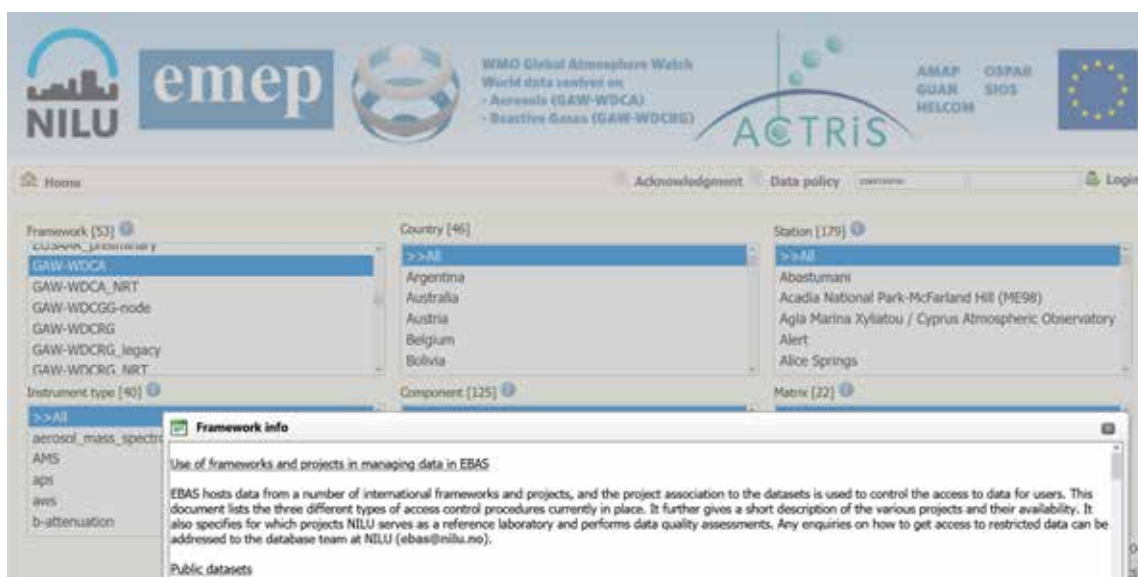 NILU
emep
WMO Global Atmosphere Watch
World data centres on
- Aerosols (GAW-WDCA)
- Reactive Gases (GAW-WDCRG)
ACTRiS
AMAP OSPAR
GUAN SIOS
HELCOM
Home Acknowledgment Data policy Login
Framework [53] Country [46] Station [179]
GAW-WDCA
GAW-WDCA_NRT
GAW-WDCGG-node
GAW-WDCRG
GAW-WDCRG_legacy
GAW-WDCRG_NRT
>>All
Argentina
Australia
Austria
Belgium
Bolivia
>>All
Abastumani
Acadia National Park-McFarland Hill (ME98)
Agia Marina Xyliatou / Cyprus Atmospheric Observatory
Alert
Alice Springs
Instrument type [40] Component [125] Matrix [22]
>>All
aerosol_mass_spectro
AMS
aps
aws
b-attenuation
Framework info
Use of frameworks and projects in managing data in EBAS
EBAS hosts data from a number of international frameworks and projects, and the project association to the datasets is used to control the access to data for users. This
document lists the three different types of access control procedures currently in place. It further gives a short description of the various projects and their availability. It
also specifies for which projects NILU serves as a reference laboratory and performs data quality assessments. Any enquiries on how to get access to restricted data can be
addressed to the database team at NILU (ebas@nilu.no).
Public datasets